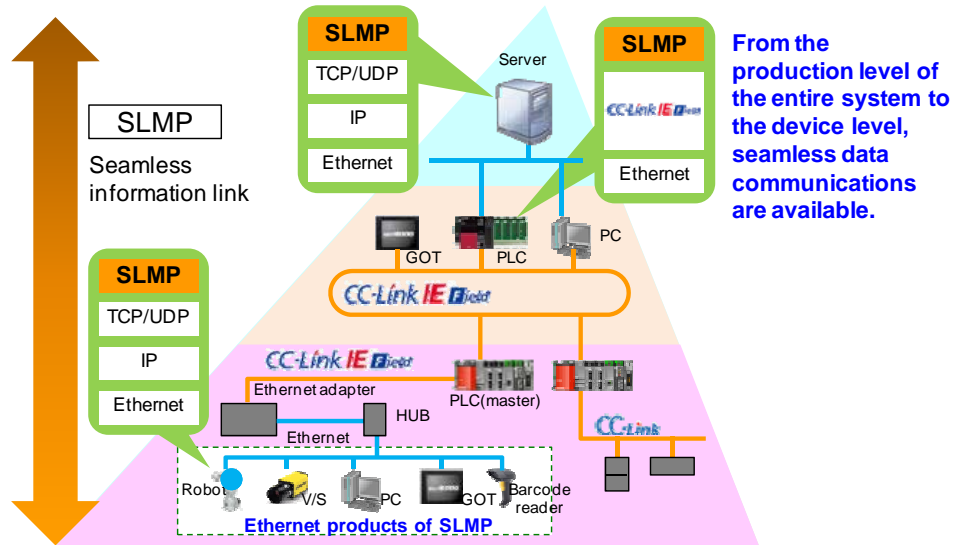 SLMP
Seamless
information link
SLMP
TCP/UDP
IP
Ethernet
Server
SLMP
CC-Link IE Field
Ethernet
From the
production level of
the entire system to
the device level,
seamless data
communications
are available.
GOT
PLC
PC
CC-Link IE Field
SLMP
TCP/UDP
IP
Ethernet
CC-Link IE Field
Ethernet adapter
PLC(master)
HUB
Ethernet
CC-Link
Robot
V/S
PC
GOT
Barcode
reader
Ethernet products of SLMP